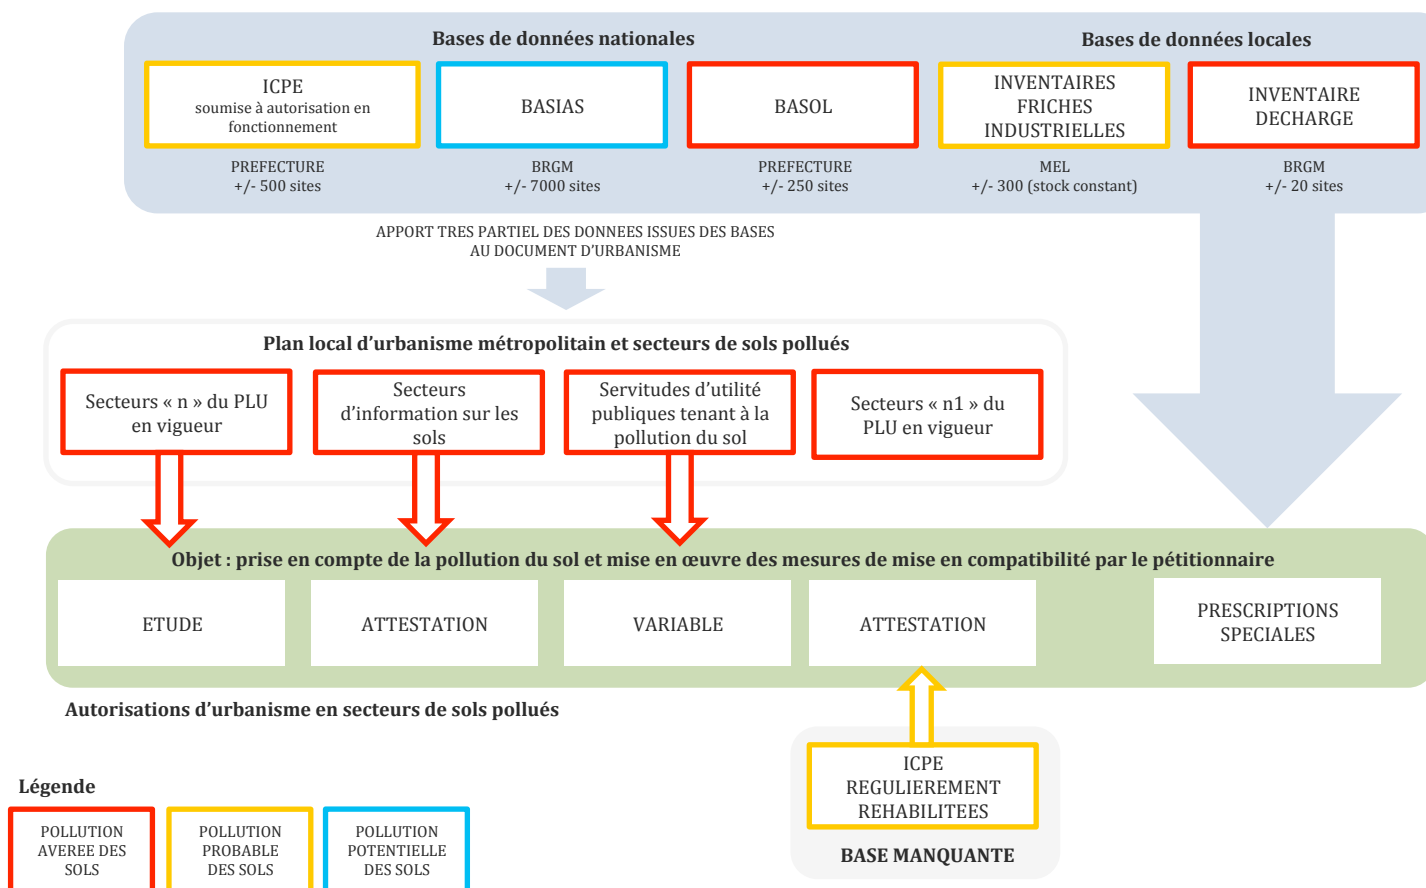 Bases de données nationales
Bases de données locales
ICPE
soumise à autorisation en
fonctionnement
BASIAS
BASOL
INVENTAIRES
FRICHES
INDUSTRIELLES
INVENTAIRE
DECHARGE
PREFECTURE
+/- 500 sites
BRGM
+/- 7000 sites
PREFECTURE
+/- 250 sites
MEL
+/- 300 (stock constant)
BRGM
+/- 20 sites
APPORT TRES PARTIEL DES DONNEES ISSUES DES BASES
AU DOCUMENT D’URBANISME
Plan local d’urbanisme métropolitain et secteurs de sols pollués
Secteurs « n » du PLU
en vigueur
Secteurs
d’information sur les
sols
Servitudes d’utilité
publiques tenant à la
pollution du sol
Secteurs « n1 » du
PLU en vigueur
Objet : prise en compte de la pollution du sol et mise en œuvre des mesures de mise en compatibilité par le pétitionnaire
ETUDE
ATTESTATION
VARIABLE
ATTESTATION
PRESCRIPTIONS
SPECIALES
Autorisations d’urbanisme en secteurs de sols pollués
ICPE
REGULIEREMENT
REHABILITEES
BASE MANQUANTE
Légende
POLLUTION
AVEREE DES
SOLS
POLLUTION
PROBABLE
DES SOLS
POLLUTION
POTENTIELLE
DES SOLS